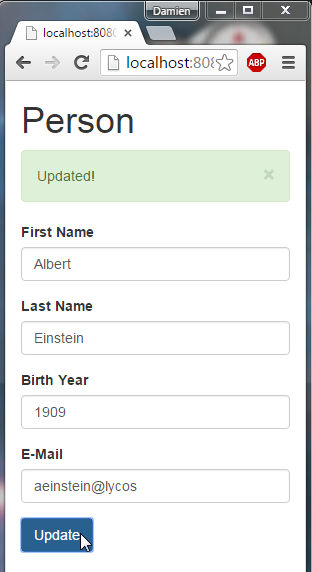 Damien
localhost:808
localhost:808
ABP
Person
Updated!
×
First Name
Albert
Last Name
Einstein
Birth Year
1909
E-Mail
aeinstein@lycos
Update